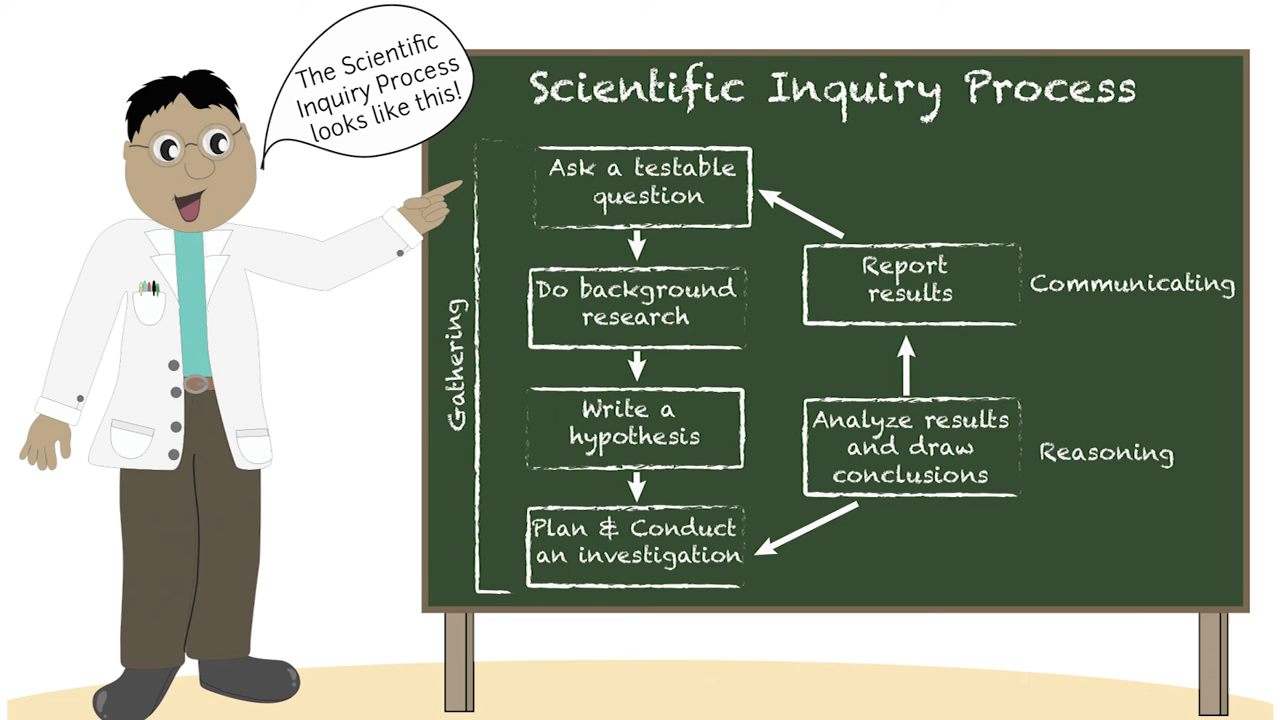 The Scientific
Inquiry Process
looks like this!
Scientific Inquiry Process
Gathering
Ask a testable
question
Do background
research
Write a
hypothesis
Plan & Conduct
an investigation
Report
results
Communicating
Analyze results
and draw
conclusions
Reasoning